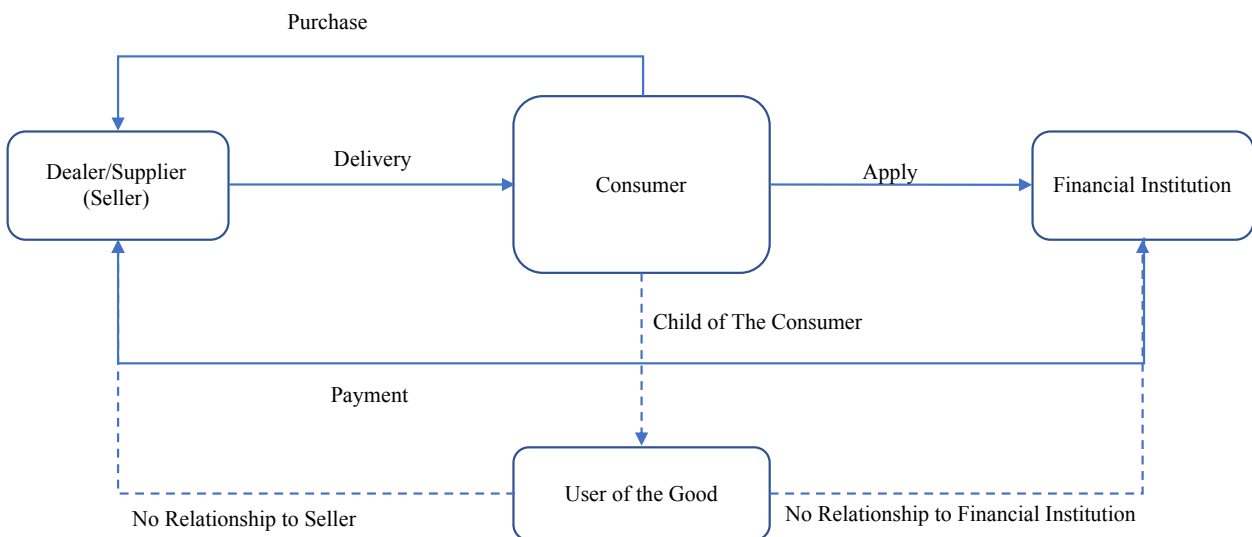 Purchase
Dealer/Supplier
(Seller)
Delivery
Consumer
Apply
Financial Institution
Child of The Consumer
Payment
User of the Good
No Relationship to Seller
No Relationship to Financial Institution